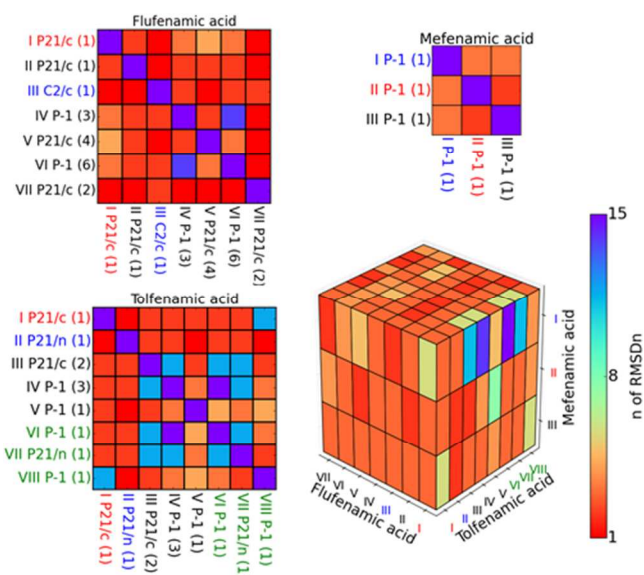 Flufenamic acid
I P21/c (1)
II P21/c (1)
III C2/c (1)
IV P-1 (3)
V P21/c (4)
VI P-1 (6)
VII P21/c (2)
I P21/c (1)
II P21/c (1)
III C2/c (1)
IV P-1 (3)
V P21/c (4)
VI P-1 (6)
VII P21/c (2)
Mefenamic acid
I P-1 (1)
II P-1 (1)
III P-1 (1)
I P-1 (1)
II P-1 (1)
III P-1 (1)
Tolfenamic acid
I P21/c (1)
II P21/n (1)
III P21/c (2)
IV P-1 (3)
V P-1 (1)
VI P-1 (1)
VII P21/n (1)
VIII P-1 (1)
I P21/c (1)
II P21/n (1)
III P21/c (2)
IV P-1 (3)
V P-1 (1)
VI P-1 (1)
VII P21/n (1
VIII P-1 (1)
I
II
III
Mefenamic acid
VII VI V IV III II I
Flufenamic acid
I II III IV V VI VII VIII
Tolfenamic acid
15
8
1
n of RMSDn